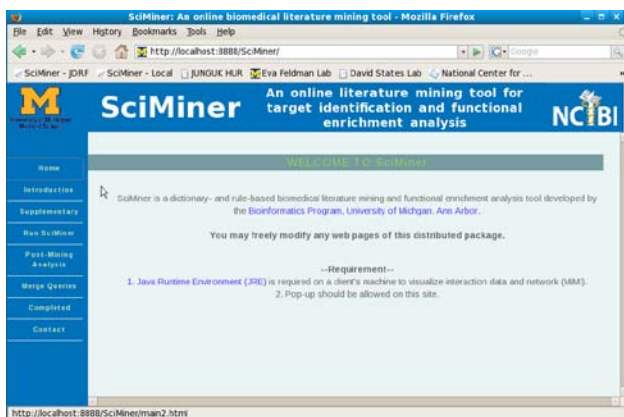 SciMiner: An online biomedical literature mining tool - Mozilla Firefox
File Edit View History Bookmarks Tools Help
http://localhost:8888/SciMiner/
Google
SciMiner - JDRF SciMiner - Local JUNGUK HUR Eva Feldman Lab David States Lab National Center for ...
M
SciMiner
An online literature mining tool for
target identification and functional
enrichment analysis
NCIBI
Home
Introduction
Supplementary
Run SciMiner
Post-Mining
Analysis
Merge Queries
Completed
Contact
WELCOME TO SciMiner
SciMiner is a dictionary- and rule-based biomedical literature mining and functional enrichment analysis tool developed by
the Bioinformatics Program, University of Michigan, Ann Arbor.
You may freely modify any web pages of this distributed package.
--Requirement--
1. Java Runtime Environment (JRE) is required on a client's machine to visualize interaction data and network (MiMI).
2. Pop-up should be allowed on this site.
http://localhost:8888/SciMiner/main2.html